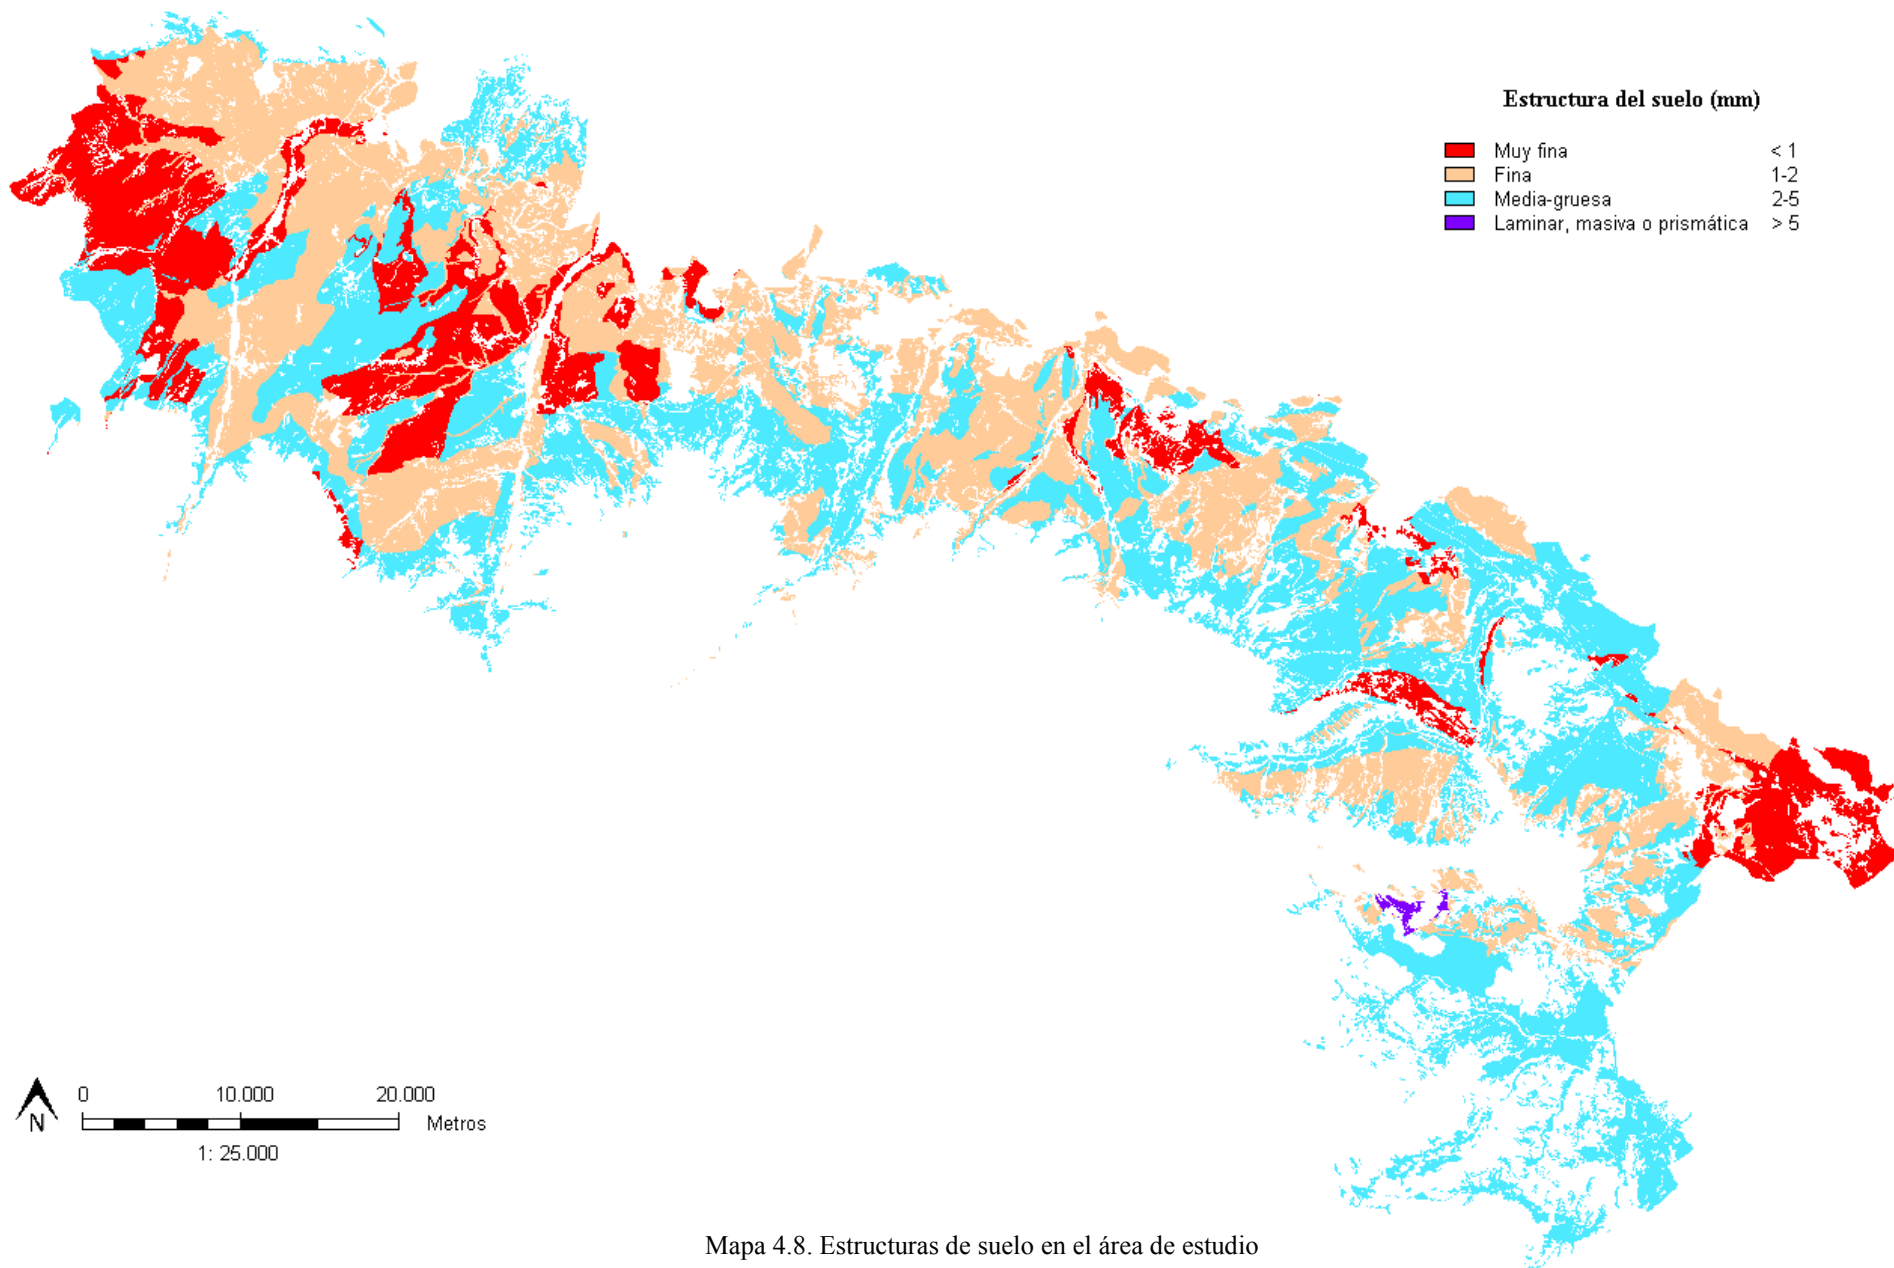 Estructura del suelo (mm)
Muy fina < 1
Fina 1-2
Media-gruesa 2-5
Laminar, masiva o prismática > 5
N
0 10.000 20.000
Metros
1: 25.000
Mapa 4.8. Estructuras de suelo en el área de estudio